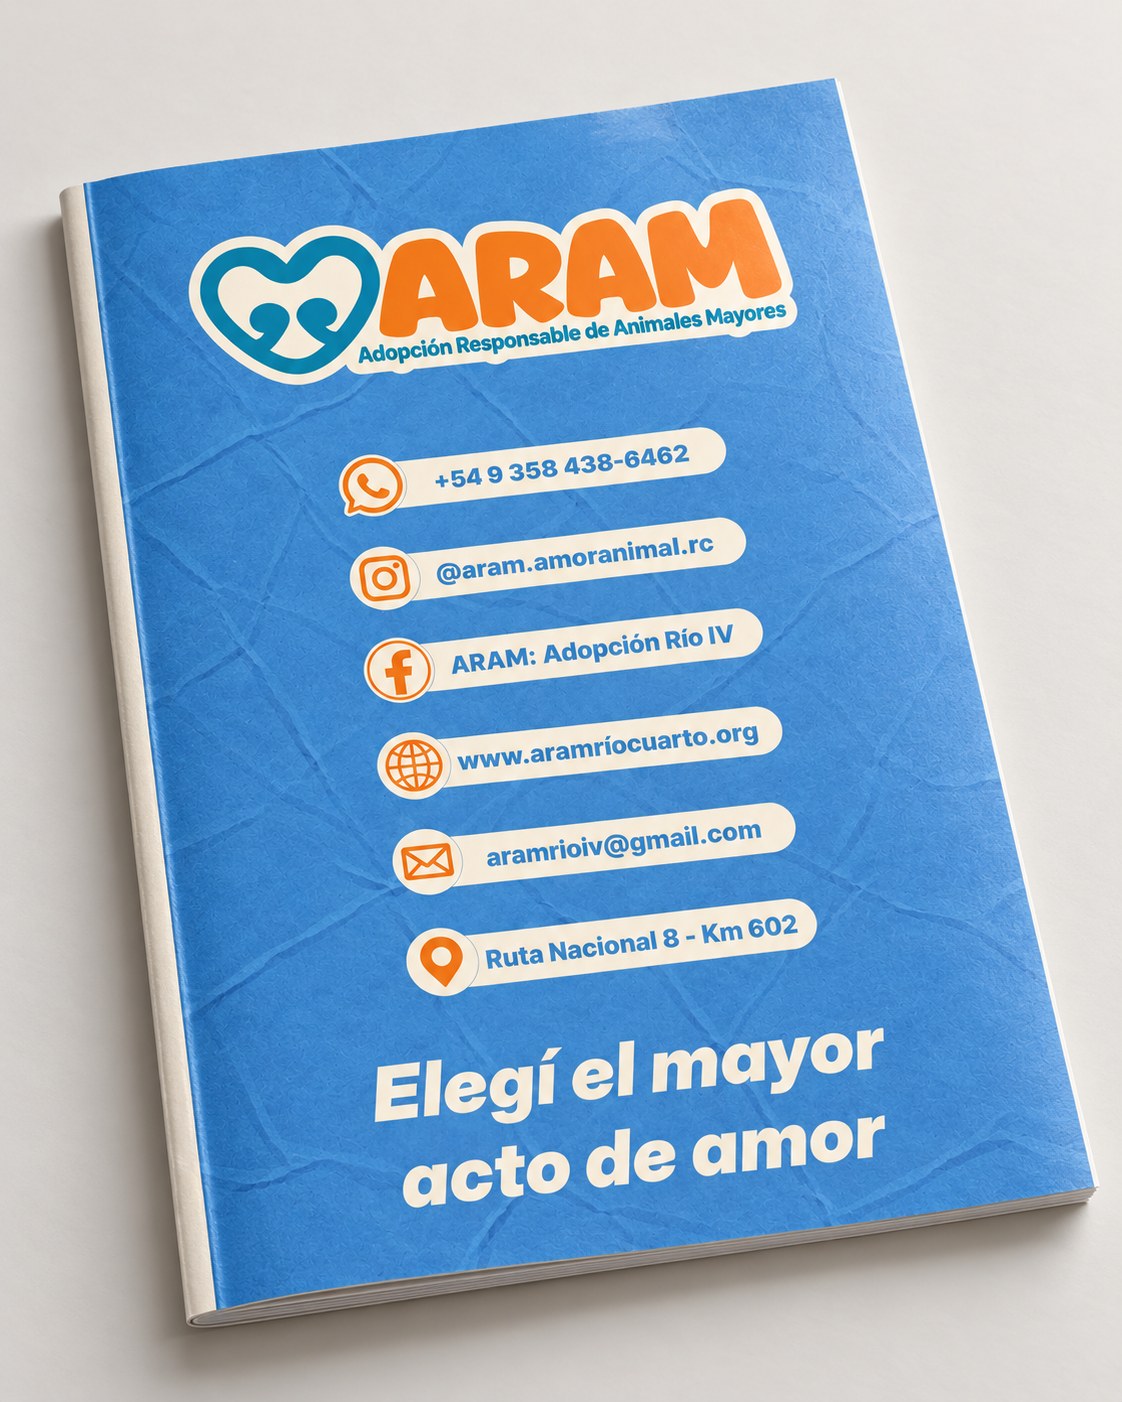 ARAM
Adopción Responsable de Animales Mayores
+54 9 358 438-6462
@aram.amoranimal.rc
ARAM: Adopción Río IV
www.aramríocuarto.org
aramrioiv@gmail.com
Ruta Nacional 8 - Km 602
Elegí el mayor
acto de amor